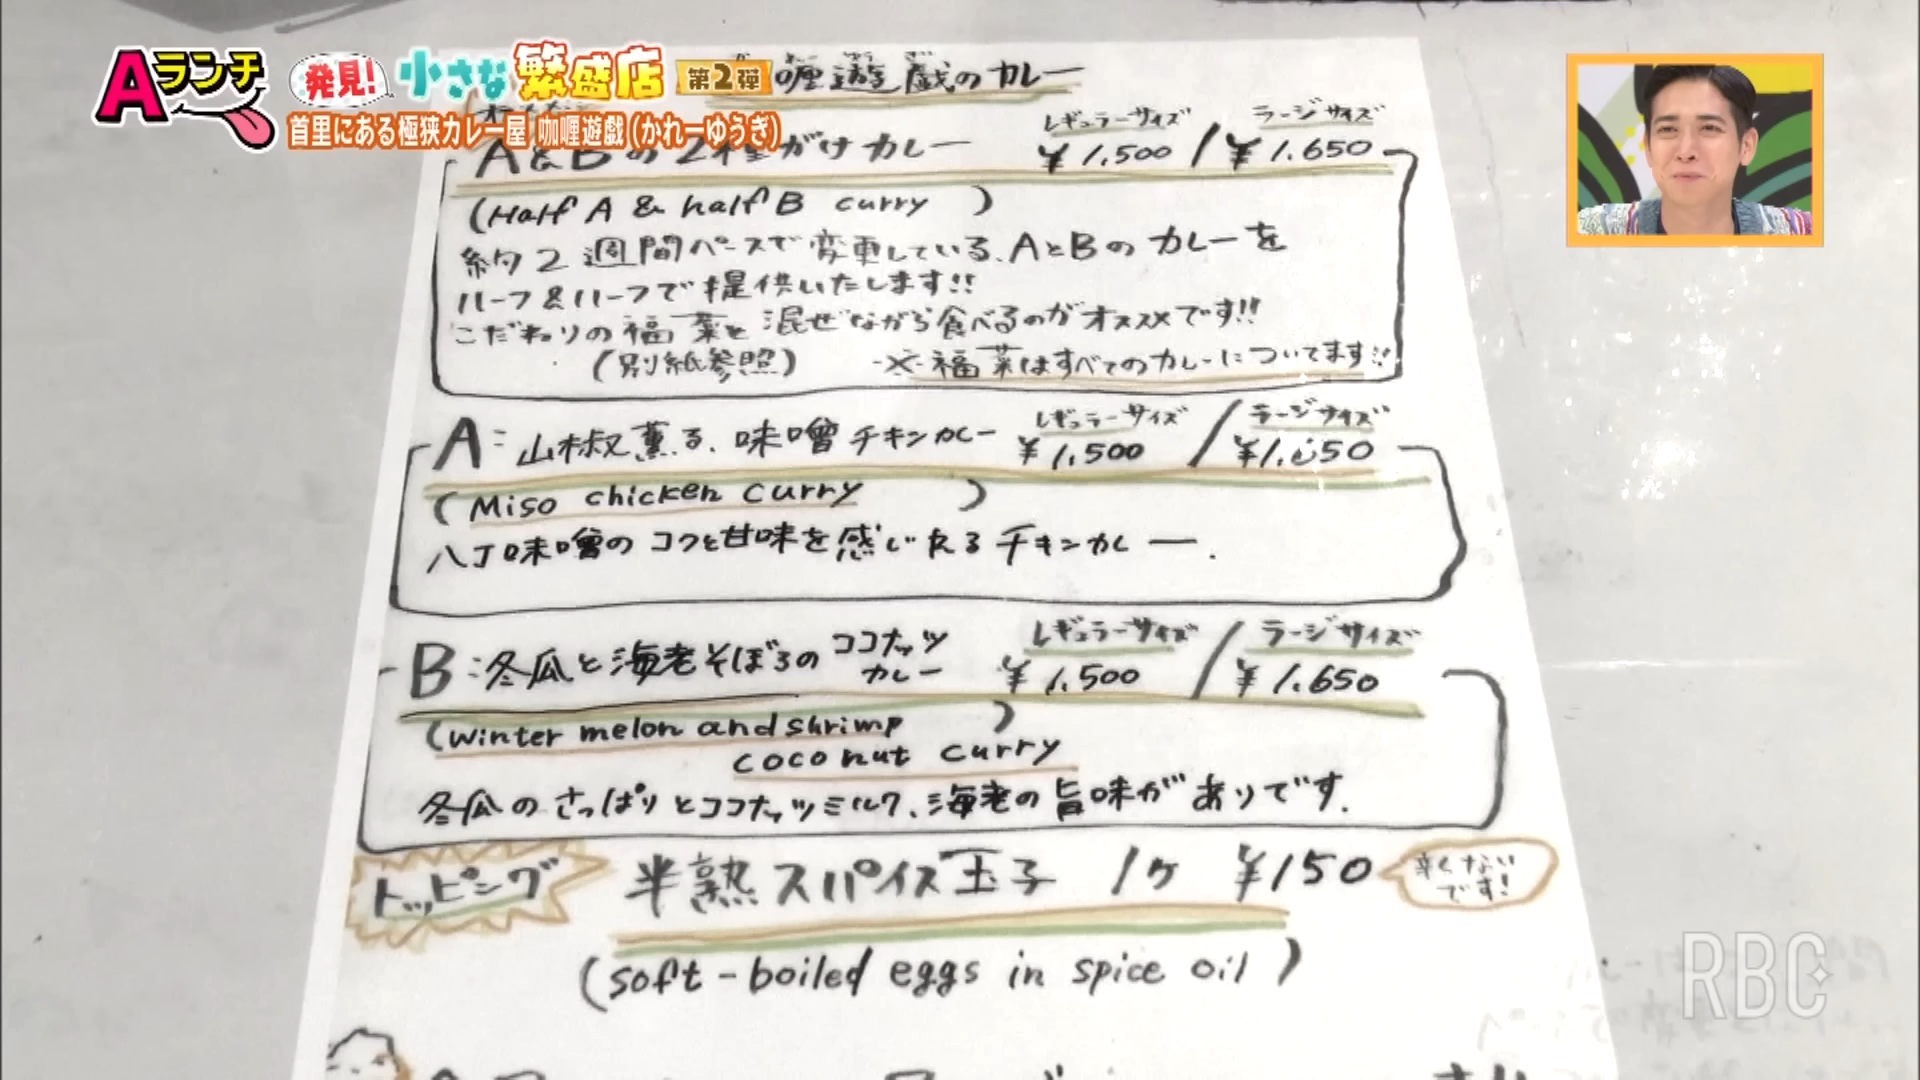 Aランチ
発見! 小さな繁盛店 第2弾
首里にある極狭カレー屋 咖喱遊戯(かれーゆうぎ)
喱遊戯のカレー
A&Bの2種がけカレー
レギュラーサイズ ¥1.500 / ラージサイズ ¥1.650
(Half A & half B curry )
約2週間ペースで変更している、AとBのカレーを
ハーフ&ハーフで提供いたします!!
こだわりの福菜と混ぜながら食べるのがオススメです!!
(別紙参照) ※福菜はすべてのカレーについてます!!
A:山椒薫る、味噌チキンカレー
レギュラーサイズ ¥1.500 / ラージサイズ ¥1.650
(Miso chicken curry )
八丁味噌のコクと甘味を感じれるチキンカレー.
B:冬瓜と海老そぼろのココナッツカレー
レギュラーサイズ ¥1.500 / ラージサイズ ¥1.650
(winter melon and shrimp )
coconut curry
冬瓜のさっぱりとココナッツミルク、海老の旨味がありです.
トッピング 半熟スパイス玉子 1ヶ ¥150 辛くないです!
(soft-boiled eggs in spice oil )
RBC